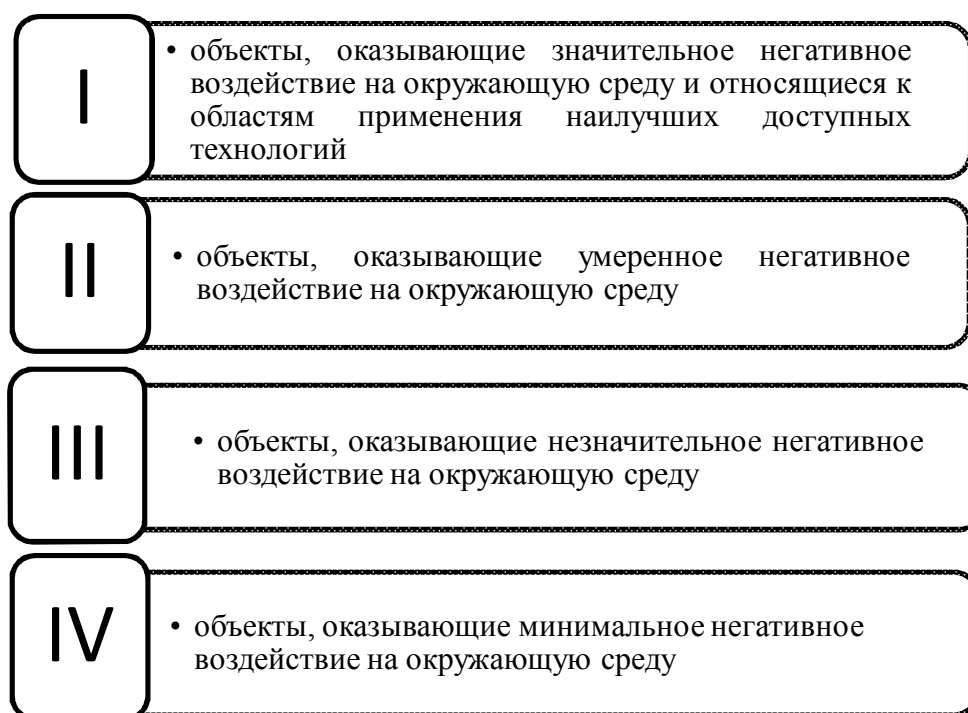 I
• объекты, оказывающие значительное негативное
воздействие на окружающую среду и относящиеся к
областям применения наилучших доступных
технологий
II
• объекты, оказывающие умеренное негативное
воздействие на окружающую среду
III
• объекты, оказывающие незначительное негативное
воздействие на окружающую среду
IV
• объекты, оказывающие минимальное негативное
воздействие на окружающую среду